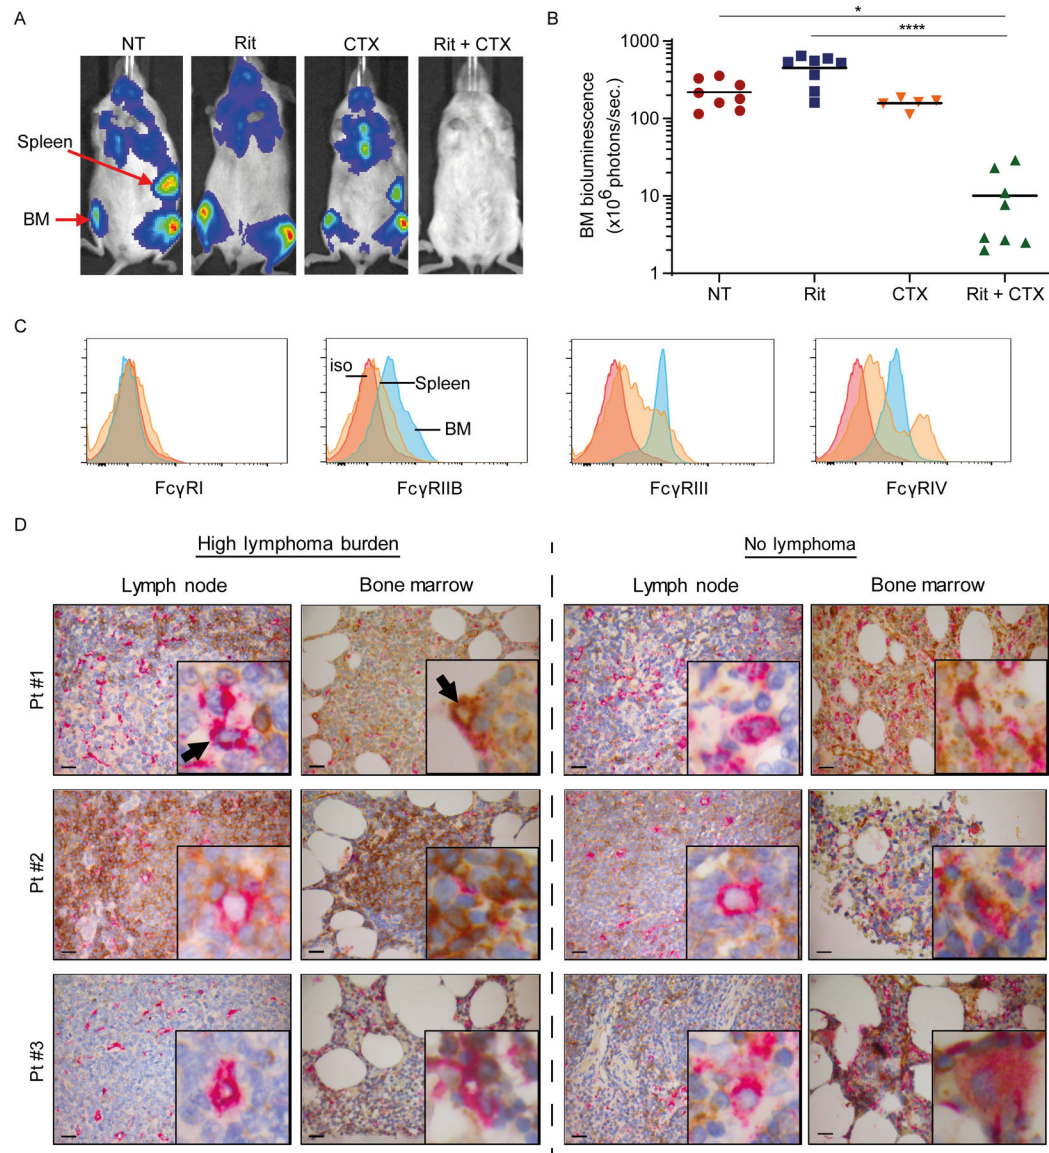 A
NT Rit CTX Rit + CTX
Spleen
BM
B
* 
****
1000
100
10
1
BM bioluminescence
(x10⁶ photons/sec.)
NT Rit CTX Rit + CTX
C
iso
Spleen
BM
FcγRI FcγRIIB FcγRIII FcγRIV
D
High lymphoma burden No lymphoma
Lymph node Bone marrow Lymph node Bone marrow
Pt #1
Pt #2
Pt #3